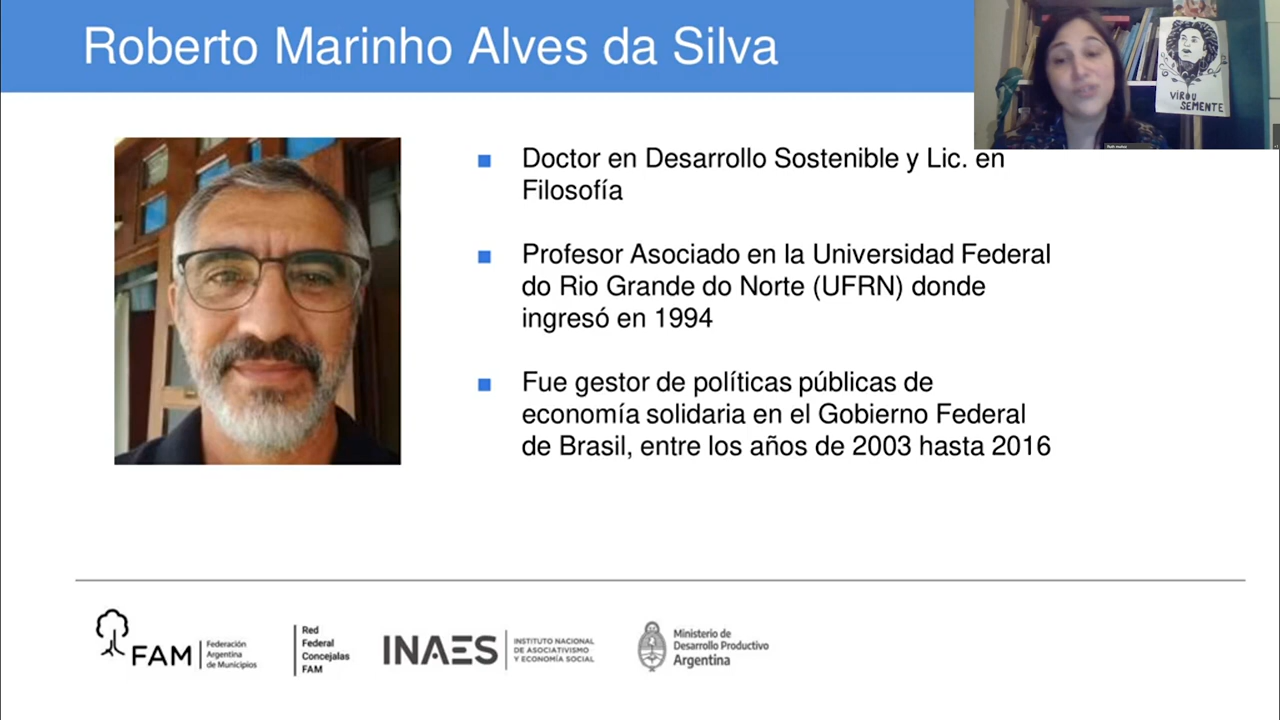 Roberto Marinho Alves da Silva
VIROU
SEMENTE
Doctor en Desarrollo Sostenible y Lic. en
Filosofía
Profesor Asociado en la Universidad Federal
do Rio Grande do Norte (UFRN) donde
ingresó en 1994
Fue gestor de políticas públicas de
economía solidaria en el Gobierno Federal
de Brasil, entre los años de 2003 hasta 2016
FAM
Federación
Argentina
de Municipios
Red
Federal
Concejalas
FAM
INAES
INSTITUTO NACIONAL
DE ASOCIATIVISMO
Y ECONOMÍA SOCIAL
Ministerio de
Desarrollo Productivo
Argentina